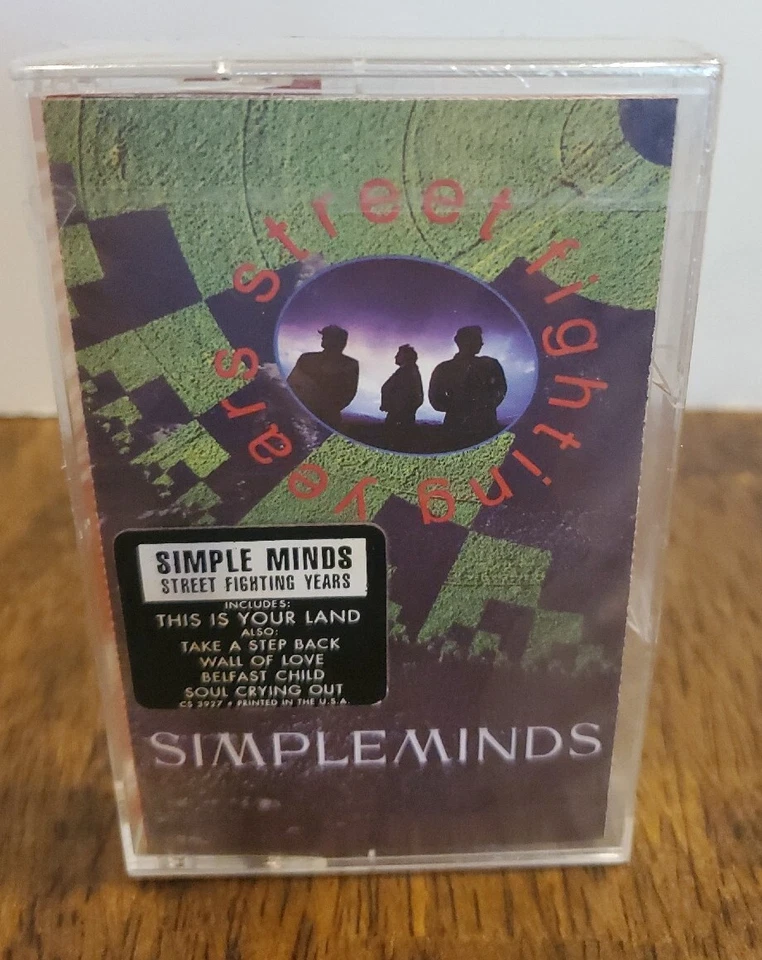 street fighting years
SIMPLE MINDS
STREET FIGHTING YEARS
INCLUDES:
THIS IS YOUR LAND
ALSO:
TAKE A STEP BACK
WALL OF LOVE
BELFAST CHILD
SOUL CRYING OUT
CS 3927 • PRINTED IN THE U.S.A.
SIMPLEMINDS